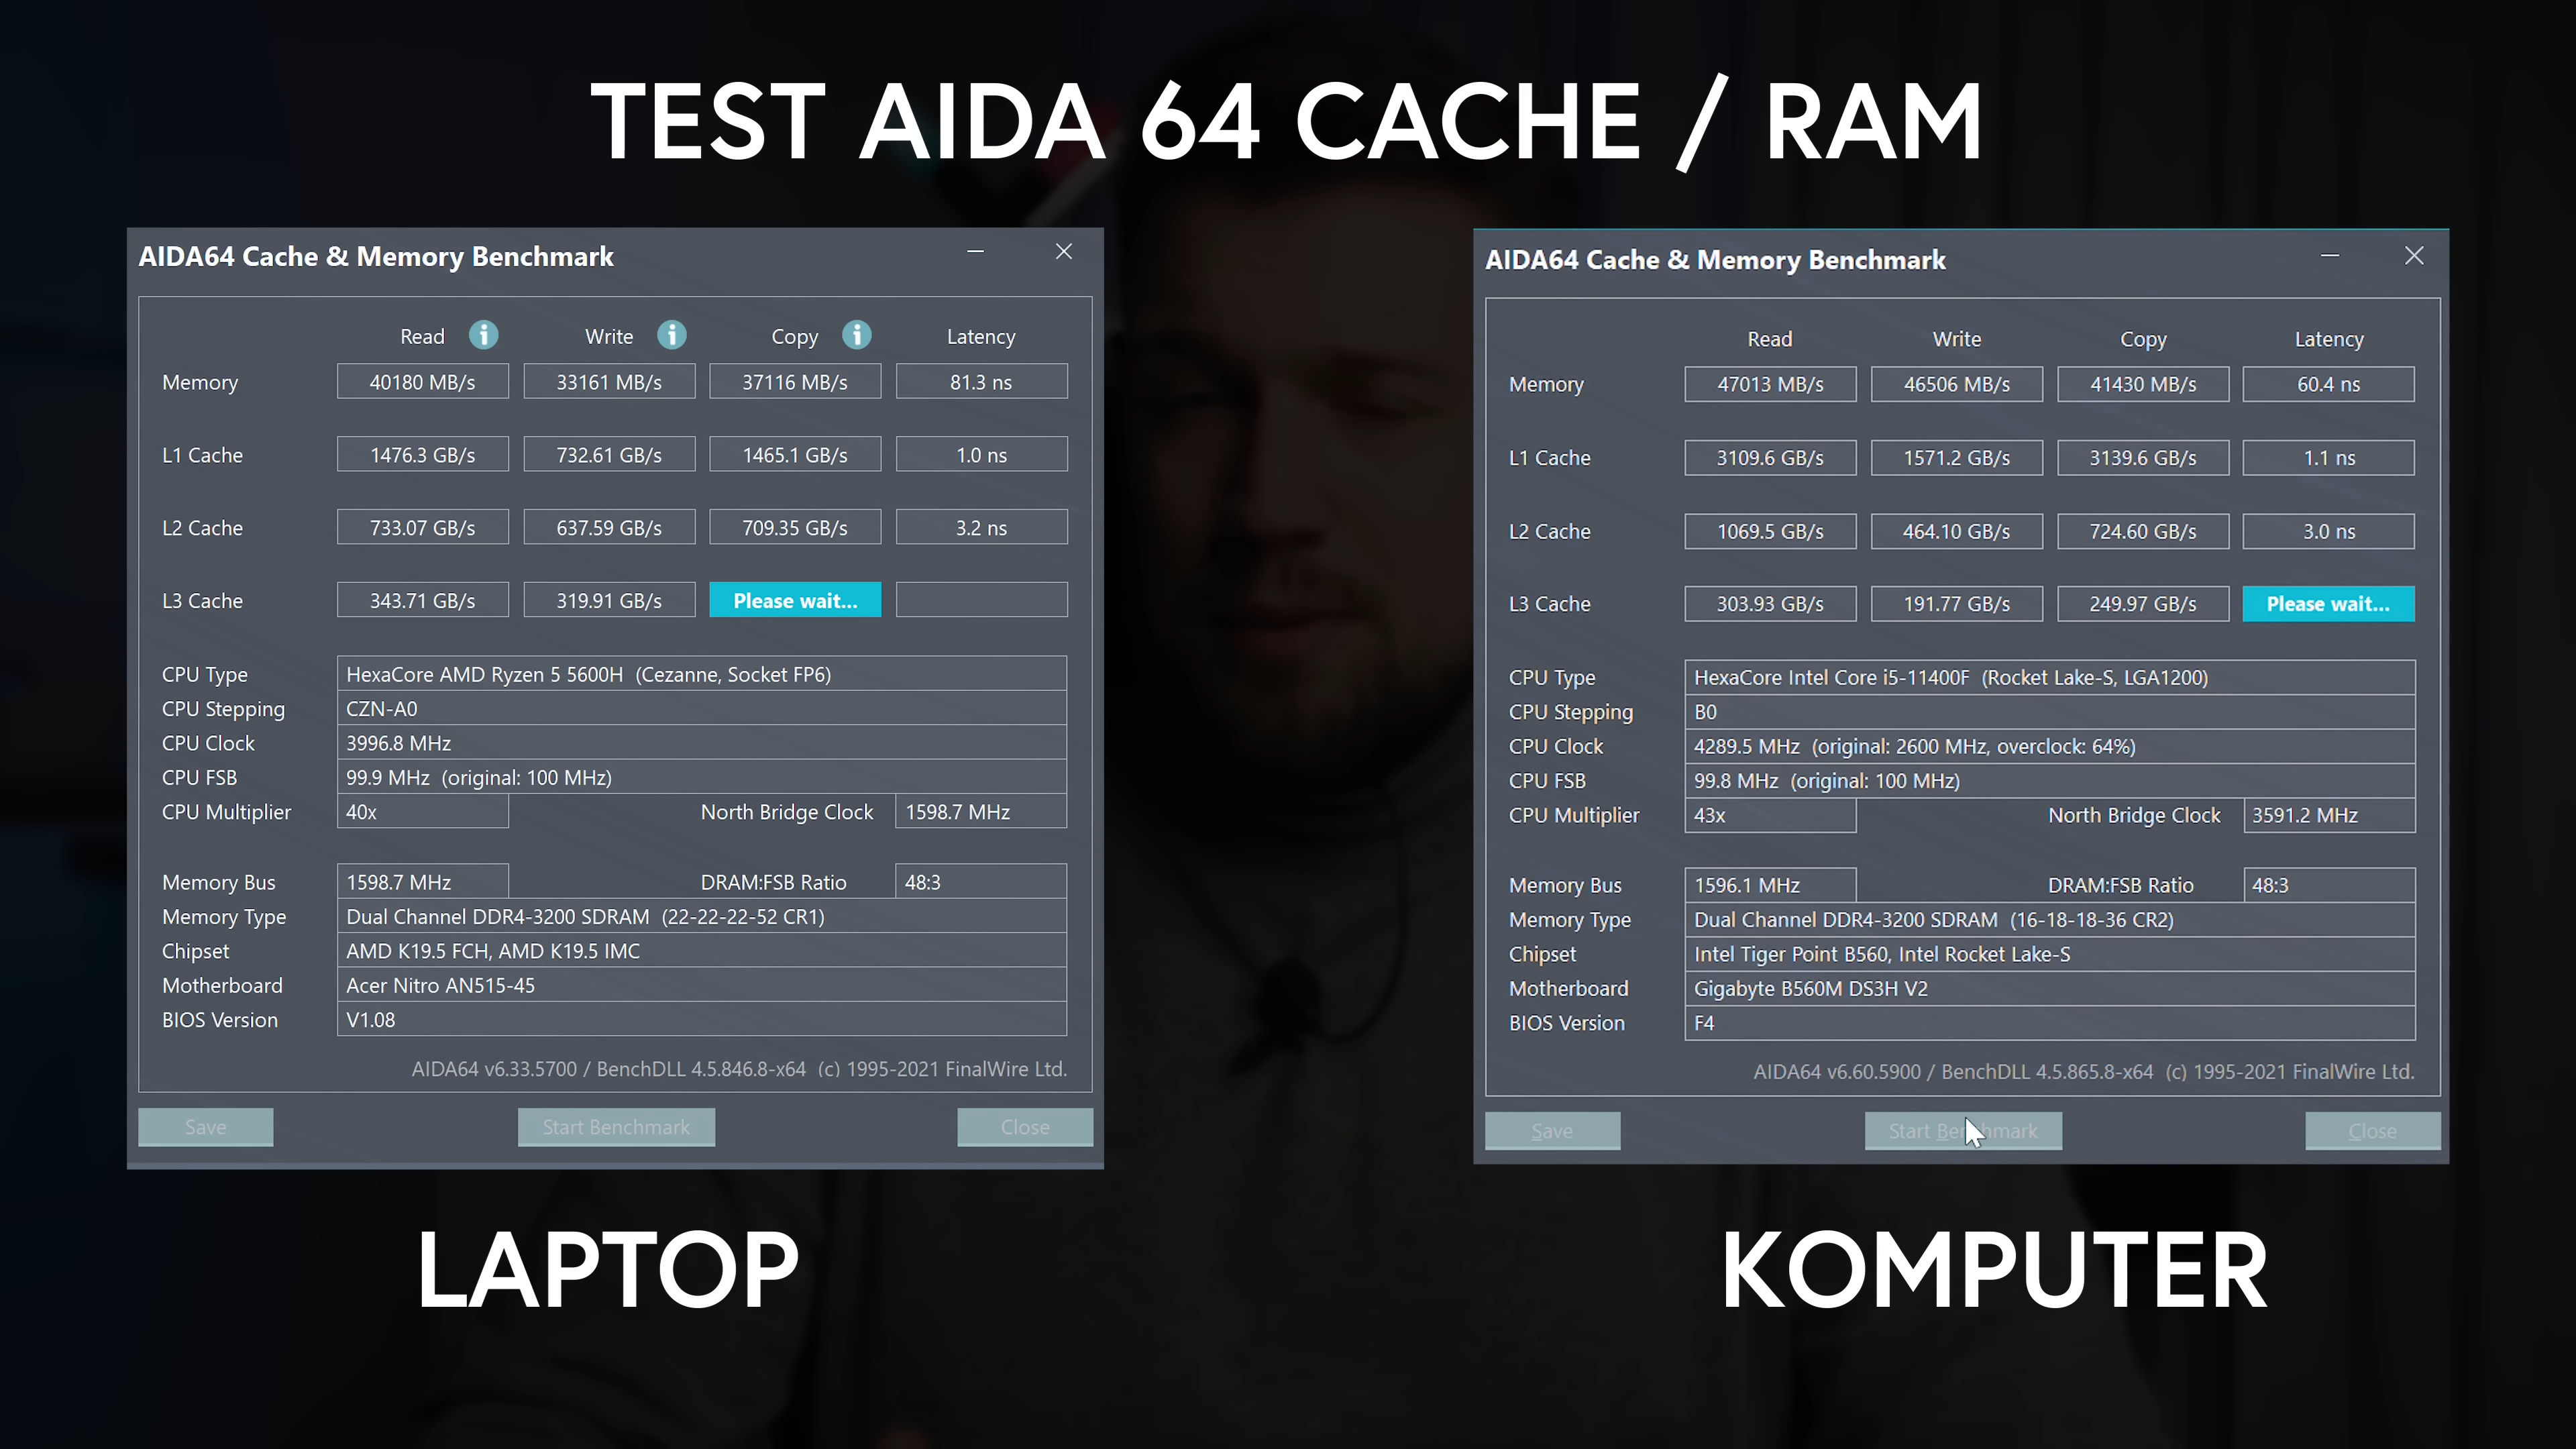 TEST AIDA 64 CACHE / RAM
AIDA64 Cache & Memory Benchmark
Read Write Copy Latency
Memory 40180 MB/s 33161 MB/s 37116 MB/s 81.3 ns
L1 Cache 1476.3 GB/s 732.61 GB/s 1465.1 GB/s 1.0 ns
L2 Cache 733.07 GB/s 637.59 GB/s 709.35 GB/s 3.2 ns
L3 Cache 343.71 GB/s 319.91 GB/s Please wait...
CPU Type HexaCore AMD Ryzen 5 5600H (Cezanne, Socket FP6)
CPU Stepping CZN-A0
CPU Clock 3996.8 MHz
CPU FSB 99.9 MHz (original: 100 MHz)
CPU Multiplier 40x North Bridge Clock 1598.7 MHz
Memory Bus 1598.7 MHz DRAM:FSB Ratio 48:3
Memory Type Dual Channel DDR4-3200 SDRAM (22-22-22-52 CR1)
Chipset AMD K19.5 FCH, AMD K19.5 IMC
Motherboard Acer Nitro AN515-45
BIOS Version V1.08
AIDA64 v6.33.5700 / BenchDLL 4.5.846.8-x64 (c) 1995-2021 FinalWire Ltd.
Save Start Benchmark Close
LAPTOP
AIDA64 Cache & Memory Benchmark
Read Write Copy Latency
Memory 47013 MB/s 46506 MB/s 41430 MB/s 60.4 ns
L1 Cache 3109.6 GB/s 1571.2 GB/s 3139.6 GB/s 1.1 ns
L2 Cache 1069.5 GB/s 464.10 GB/s 724.60 GB/s 3.0 ns
L3 Cache 303.93 GB/s 191.77 GB/s 249.97 GB/s Please wait...
CPU Type HexaCore Intel Core i5-11400F (Rocket Lake-S, LGA1200)
CPU Stepping B0
CPU Clock 4289.5 MHz (original: 2600 MHz, overclock: 64%)
CPU FSB 99.8 MHz (original: 100 MHz)
CPU Multiplier 43x North Bridge Clock 3591.2 MHz
Memory Bus 1596.1 MHz DRAM:FSB Ratio 48:3
Memory Type Dual Channel DDR4-3200 SDRAM (16-18-18-36 CR2)
Chipset Intel Tiger Point B560, Intel Rocket Lake-S
Motherboard Gigabyte B560M DS3H V2
BIOS Version F4
AIDA64 v6.60.5900 / BenchDLL 4.5.865.8-x64 (c) 1995-2021 FinalWire Ltd.
Save Start Benchmark Close
KOMPUTER